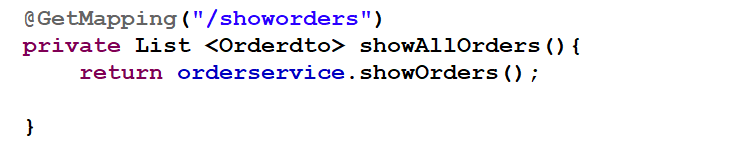 @GetMapping("/showorders")
private List <Orderdto> showAllOrders(){
    return orderservice.showOrders();
}